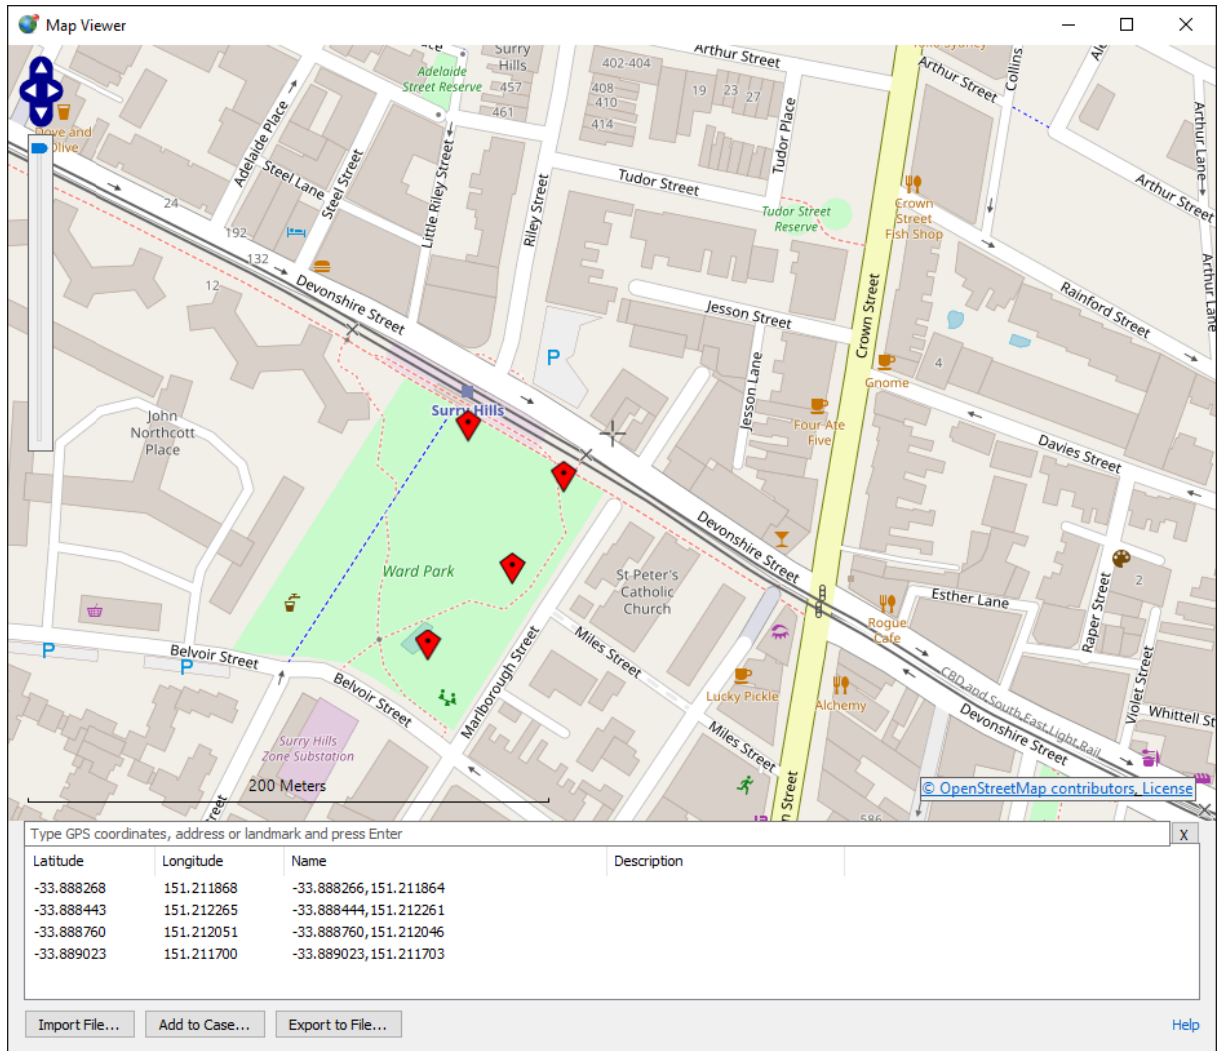 Map Viewer
Surry
Hills
402-404
Arthur Street
Adelaide
Street Reserve
457
461
408
410
414
19
23
27
Collins
Arthur Street
Arthur Lane
Arthur Street
Arthur Lane
Dove and
Olive
Adelaide Place
Steel Lane
Steel Street
Little Riley Street
Riley Street
Tudor Street
Tudor Place
Tudor Street
Reserve
Crown
Street
Fish Shop
24
192
132
12
Devonshire Street
Jesson Street
Jesson Lane
Crown Street
Rainford Street
4
Gnome
Four Ate
Five
Davies Street
P
Surry Hills
John
Northcott
Place
Ward Park
St Peter's
Catholic
Church
Devonshire Street
Esther Lane
Raper Street
2
Rogue
Cafe
P
P
Belvoir Street
Belvoir Street
Marlborough Street
Miles Street
Miles Street
Lucky Pickle
Alchemy
CBD and South East Light Rail
Devonshire Street
Violet Street
Whittell St
Surry Hills
Zone Substation
200 Meters
reet
n Street
586
© OpenStreetMap contributors, License
Type GPS coordinates, address or landmark and press Enter
X
Latitude Longitude Name Description
-33.888268 151.211868 -33.888266,151.211864
-33.888443 151.212265 -33.888444,151.212261
-33.888760 151.212051 -33.888760,151.212046
-33.889023 151.211700 -33.889023,151.211703
Import File... Add to Case... Export to File... Help